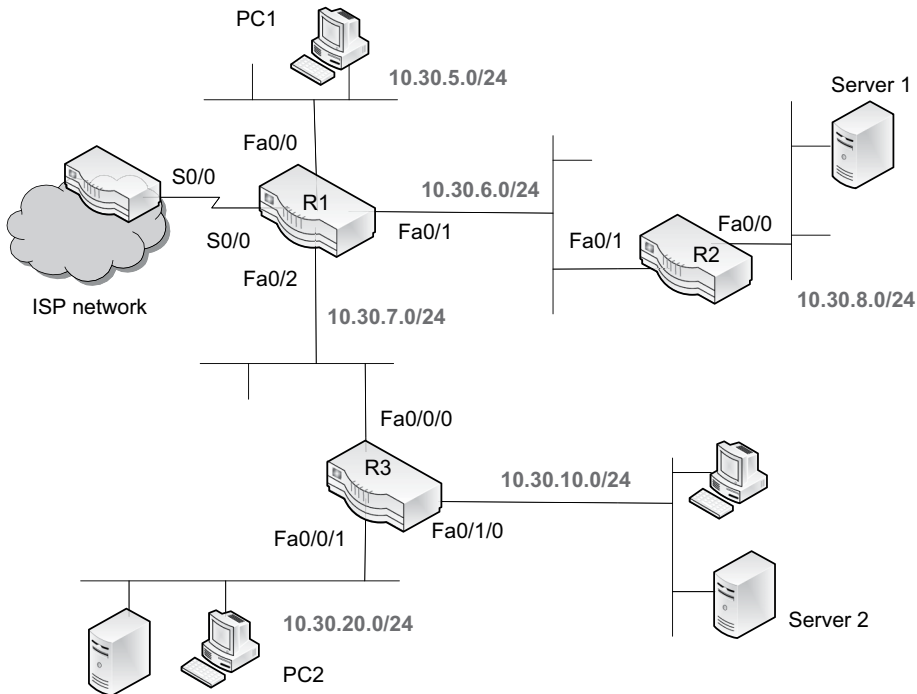 PC1
10.30.5.0/24
Server 1
Fa0/0
S0/0
R1
10.30.6.0/24
Fa0/0
S0/0
Fa0/1
Fa0/1
R2
Fa0/2
ISP network
10.30.7.0/24
10.30.8.0/24
Fa0/0/0
R3
10.30.10.0/24
Fa0/0/1
Fa0/1/0
10.30.20.0/24
Server 2
PC2